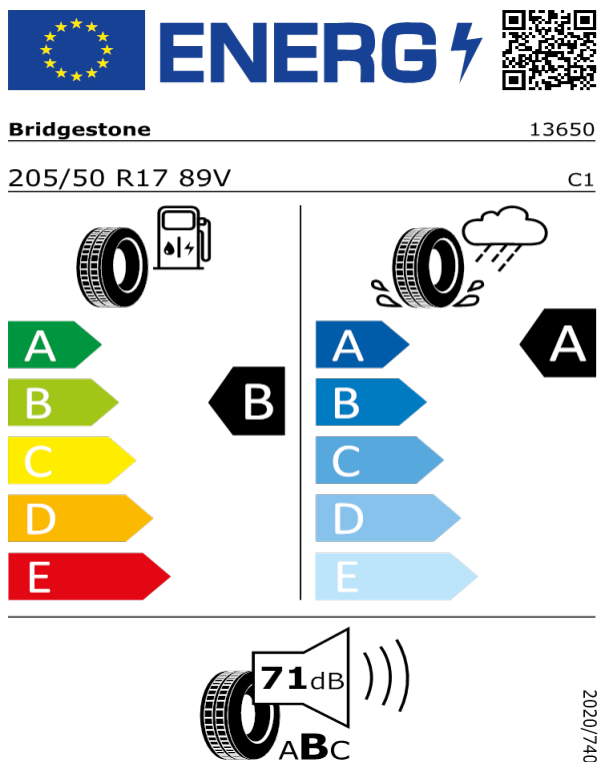 ENERG
Bridgestone 13650
205/50 R17 89V C1
A
B
C
D
E
B
A
B
C
D
E
A
71dB
ABC
2020/740